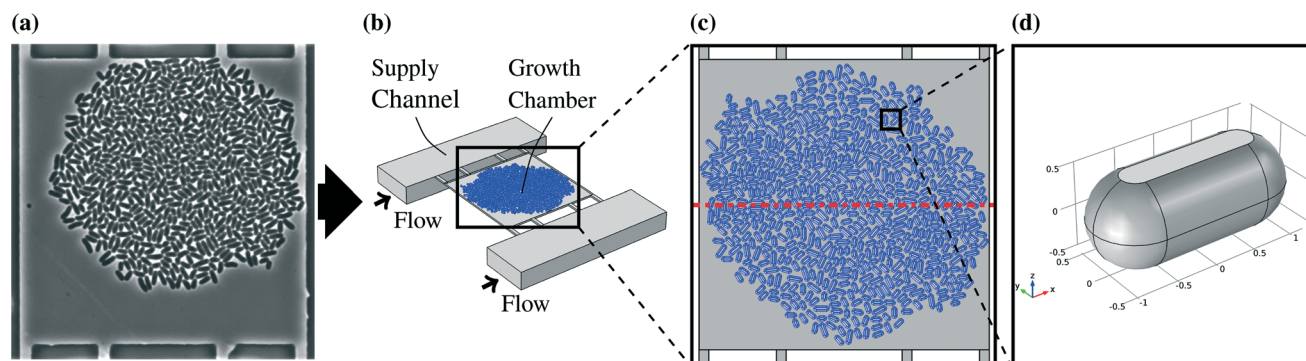 (a)
(b)
(c)
(d)
Supply
Channel
Growth
Chamber
Flow
Flow
0.5
0
-0.5
0.5
0
-0.5
-1
-0.5
0
0.5
1
z
y
x